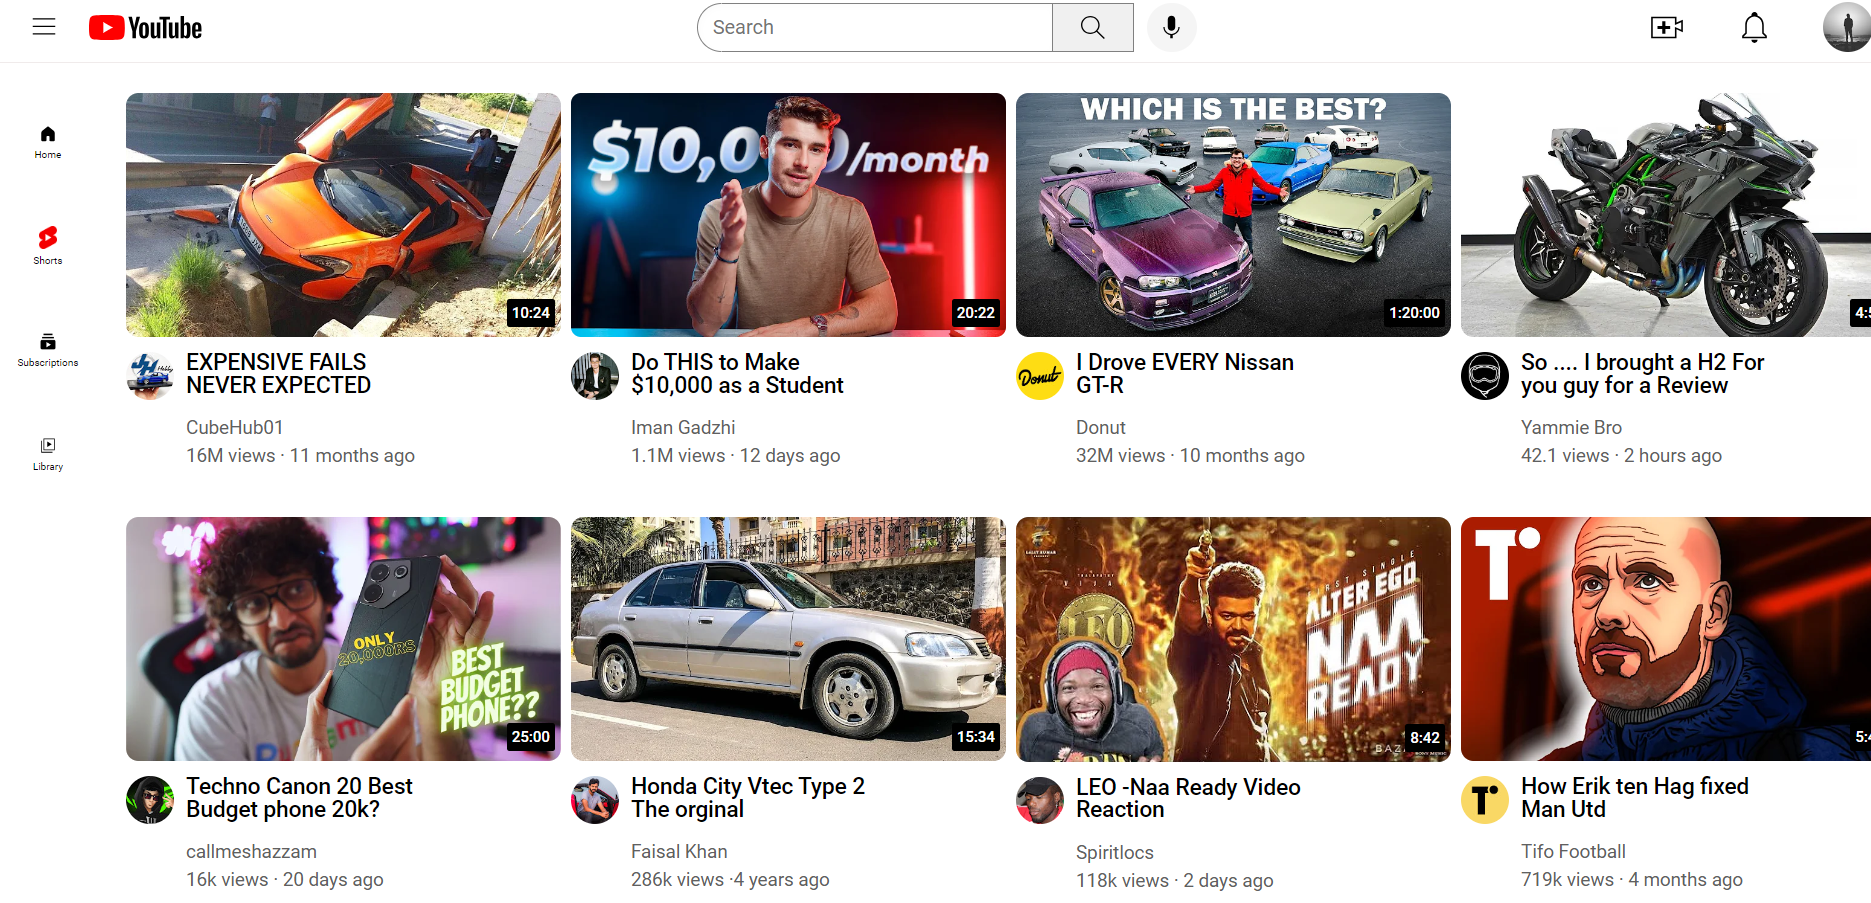 YouTube
Search
Home
Shorts
Subscriptions
Library
10:24
EXPENSIVE FAILS
NEVER EXPECTED
CubeHub01
16M views · 11 months ago
$10,0 0/month
20:22
Do THIS to Make
$10,000 as a Student
Iman Gadzhi
1.1M views · 12 days ago
WHICH IS THE BEST?
1:20:00
Donut
I Drove EVERY Nissan
GT-R
Donut
32M views · 10 months ago
So .... I brought a H2 For
you guy for a Review
Yammie Bro
42.1 views · 2 hours ago
ONLY
20,000RS
BEST
BUDGET
PHONE??
25:00
Techno Canon 20 Best
Budget phone 20k?
callmeshazzam
16k views · 20 days ago
15:34
Honda City Vtec Type 2
The orginal
Faisal Khan
286k views ·4 years ago
LEO
FIRST SINGLE
ALTER EGO
NAA
READY
8:42
LEO -Naa Ready Video
Reaction
Spiritlocs
118k views · 2 days ago
T
T
How Erik ten Hag fixed
Man Utd
Tifo Football
719k views · 4 months ago